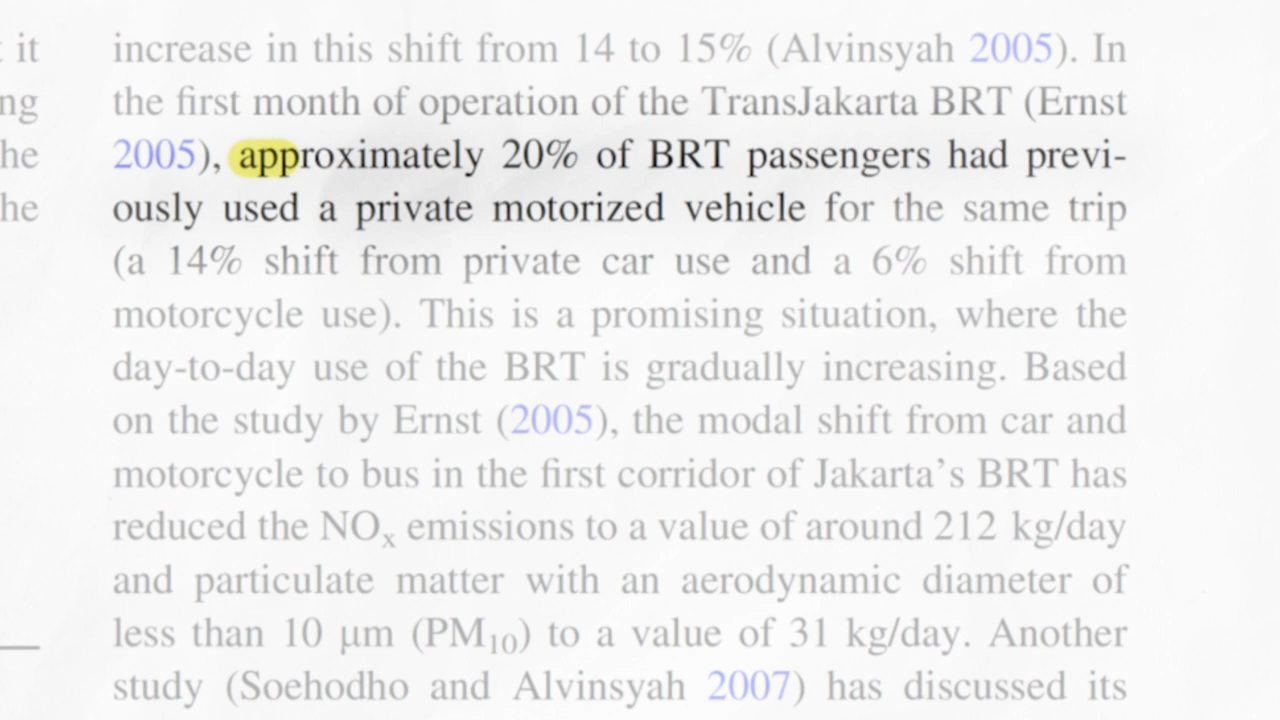 it
increase in this shift from 14 to 15% (Alvinsyah 2005). In
ng
the first month of operation of the TransJakarta BRT (Ernst
he
2005), approximately 20% of BRT passengers had previ-
he
ously used a private motorized vehicle for the same trip
(a 14% shift from private car use and a 6% shift from
motorcycle use). This is a promising situation, where the
day-to-day use of the BRT is gradually increasing. Based
on the study by Ernst (2005), the modal shift from car and
motorcycle to bus in the first corridor of Jakarta's BRT has
reduced the NOx emissions to a value of around 212 kg/day
and particulate matter with an aerodynamic diameter of
less than 10 μm (PM10) to a value of 31 kg/day. Another
study (Soehodho and Alvinsyah 2007) has discussed its